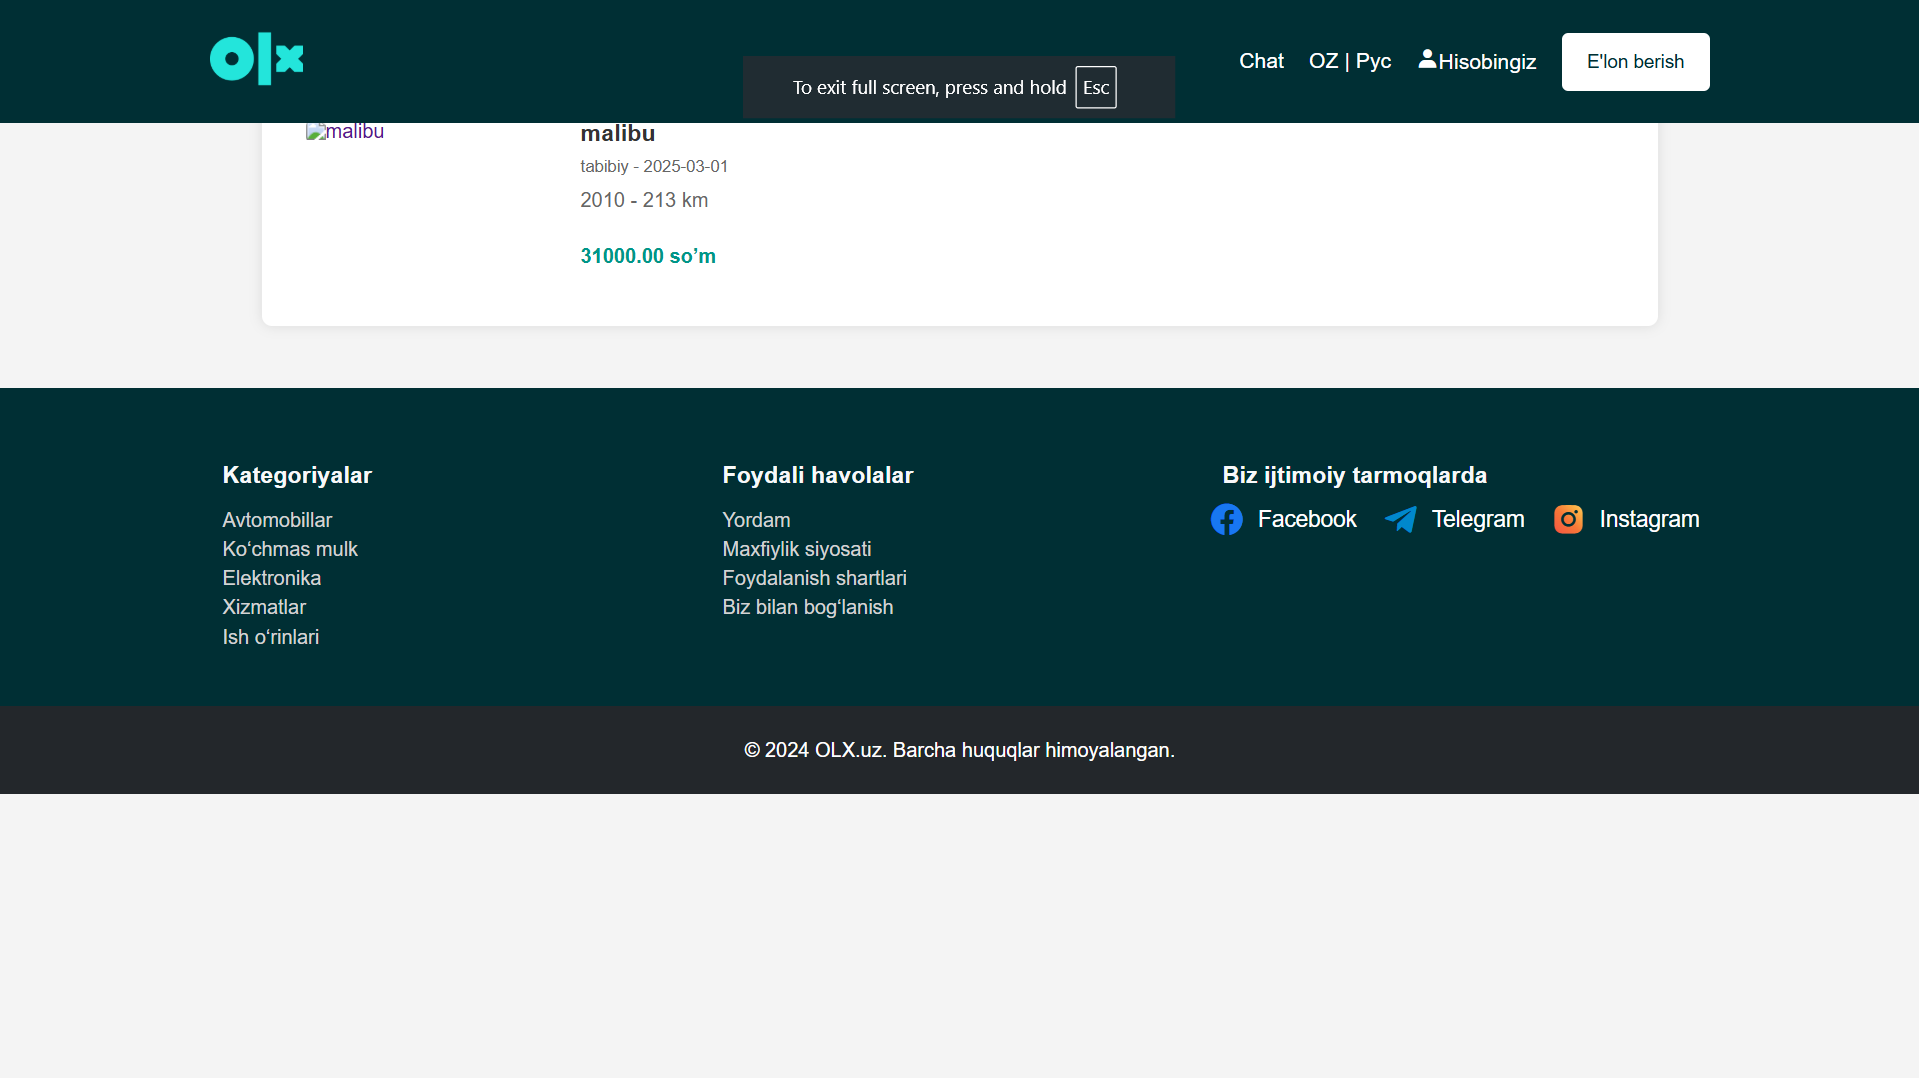 olx
Chat OZ | Рус Hisobingiz E'lon berish
To exit full screen, press and hold Esc
malibu
malibu
tabibiy - 2025-03-01
2010 - 213 km
31000.00 so’m
Kategoriyalar
Avtomobillar
Ko‘chmas mulk
Elektronika
Xizmatlar
Ish o‘rinlari
Foydali havolalar
Yordam
Maxfiylik siyosati
Foydalanish shartlari
Biz bilan bog‘lanish
Biz ijtimoiy tarmoqlarda
Facebook Telegram Instagram
© 2024 OLX.uz. Barcha huquqlar himoyalangan.